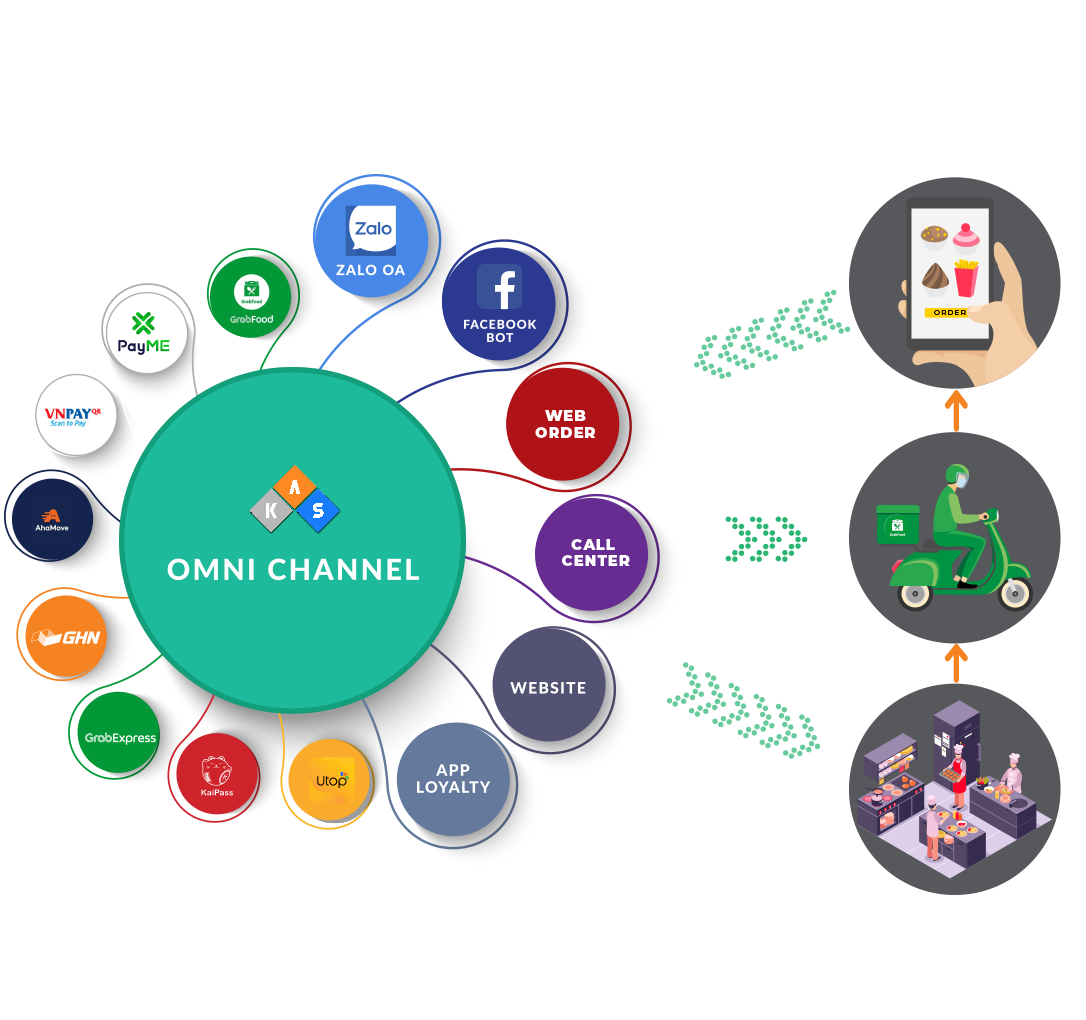 Zalo
ZALO OA
GrabFood
GrabFood
FACEBOOK
BOT
PayME
VNPAY QR
Scan to Pay
WEB
ORDER
AhaMove
K A S
OMNI CHANNEL
CALL
CENTER
GHN
WEBSITE
GrabExpress
KaiPass
Utop
APP
LOYALTY
ORDER
GrabFood